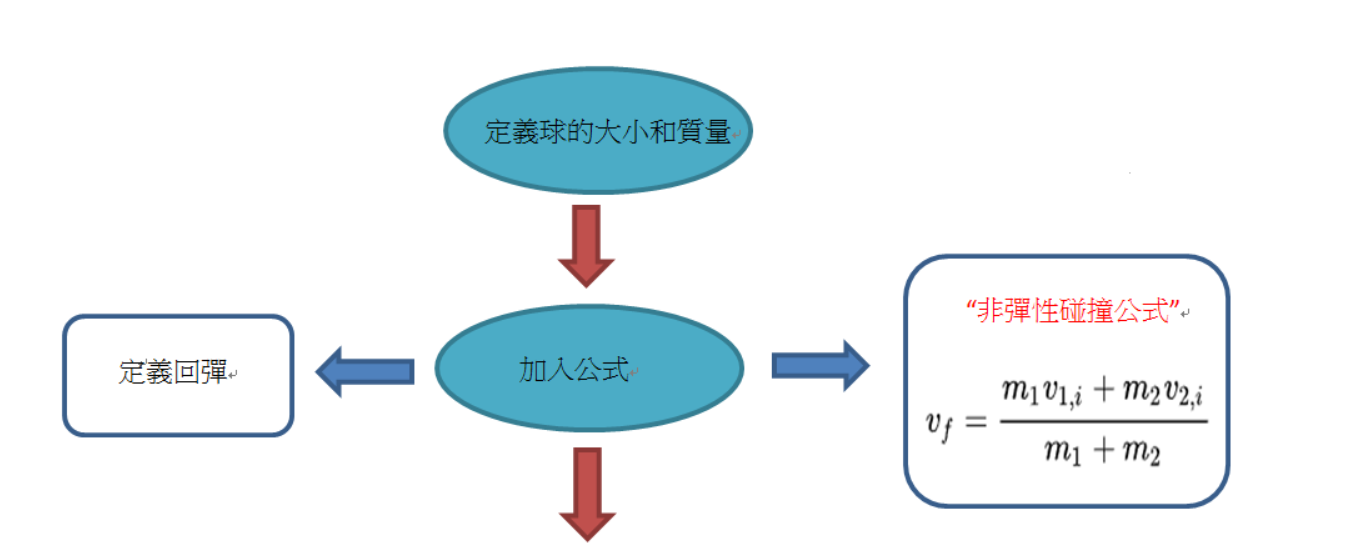 定義球的大小和質量
“非彈性碰撞公式”
定義回彈
加入公式
v_f = \frac{m_1 v_{1,i} + m_2 v_{2,i}}{m_1 + m_2}